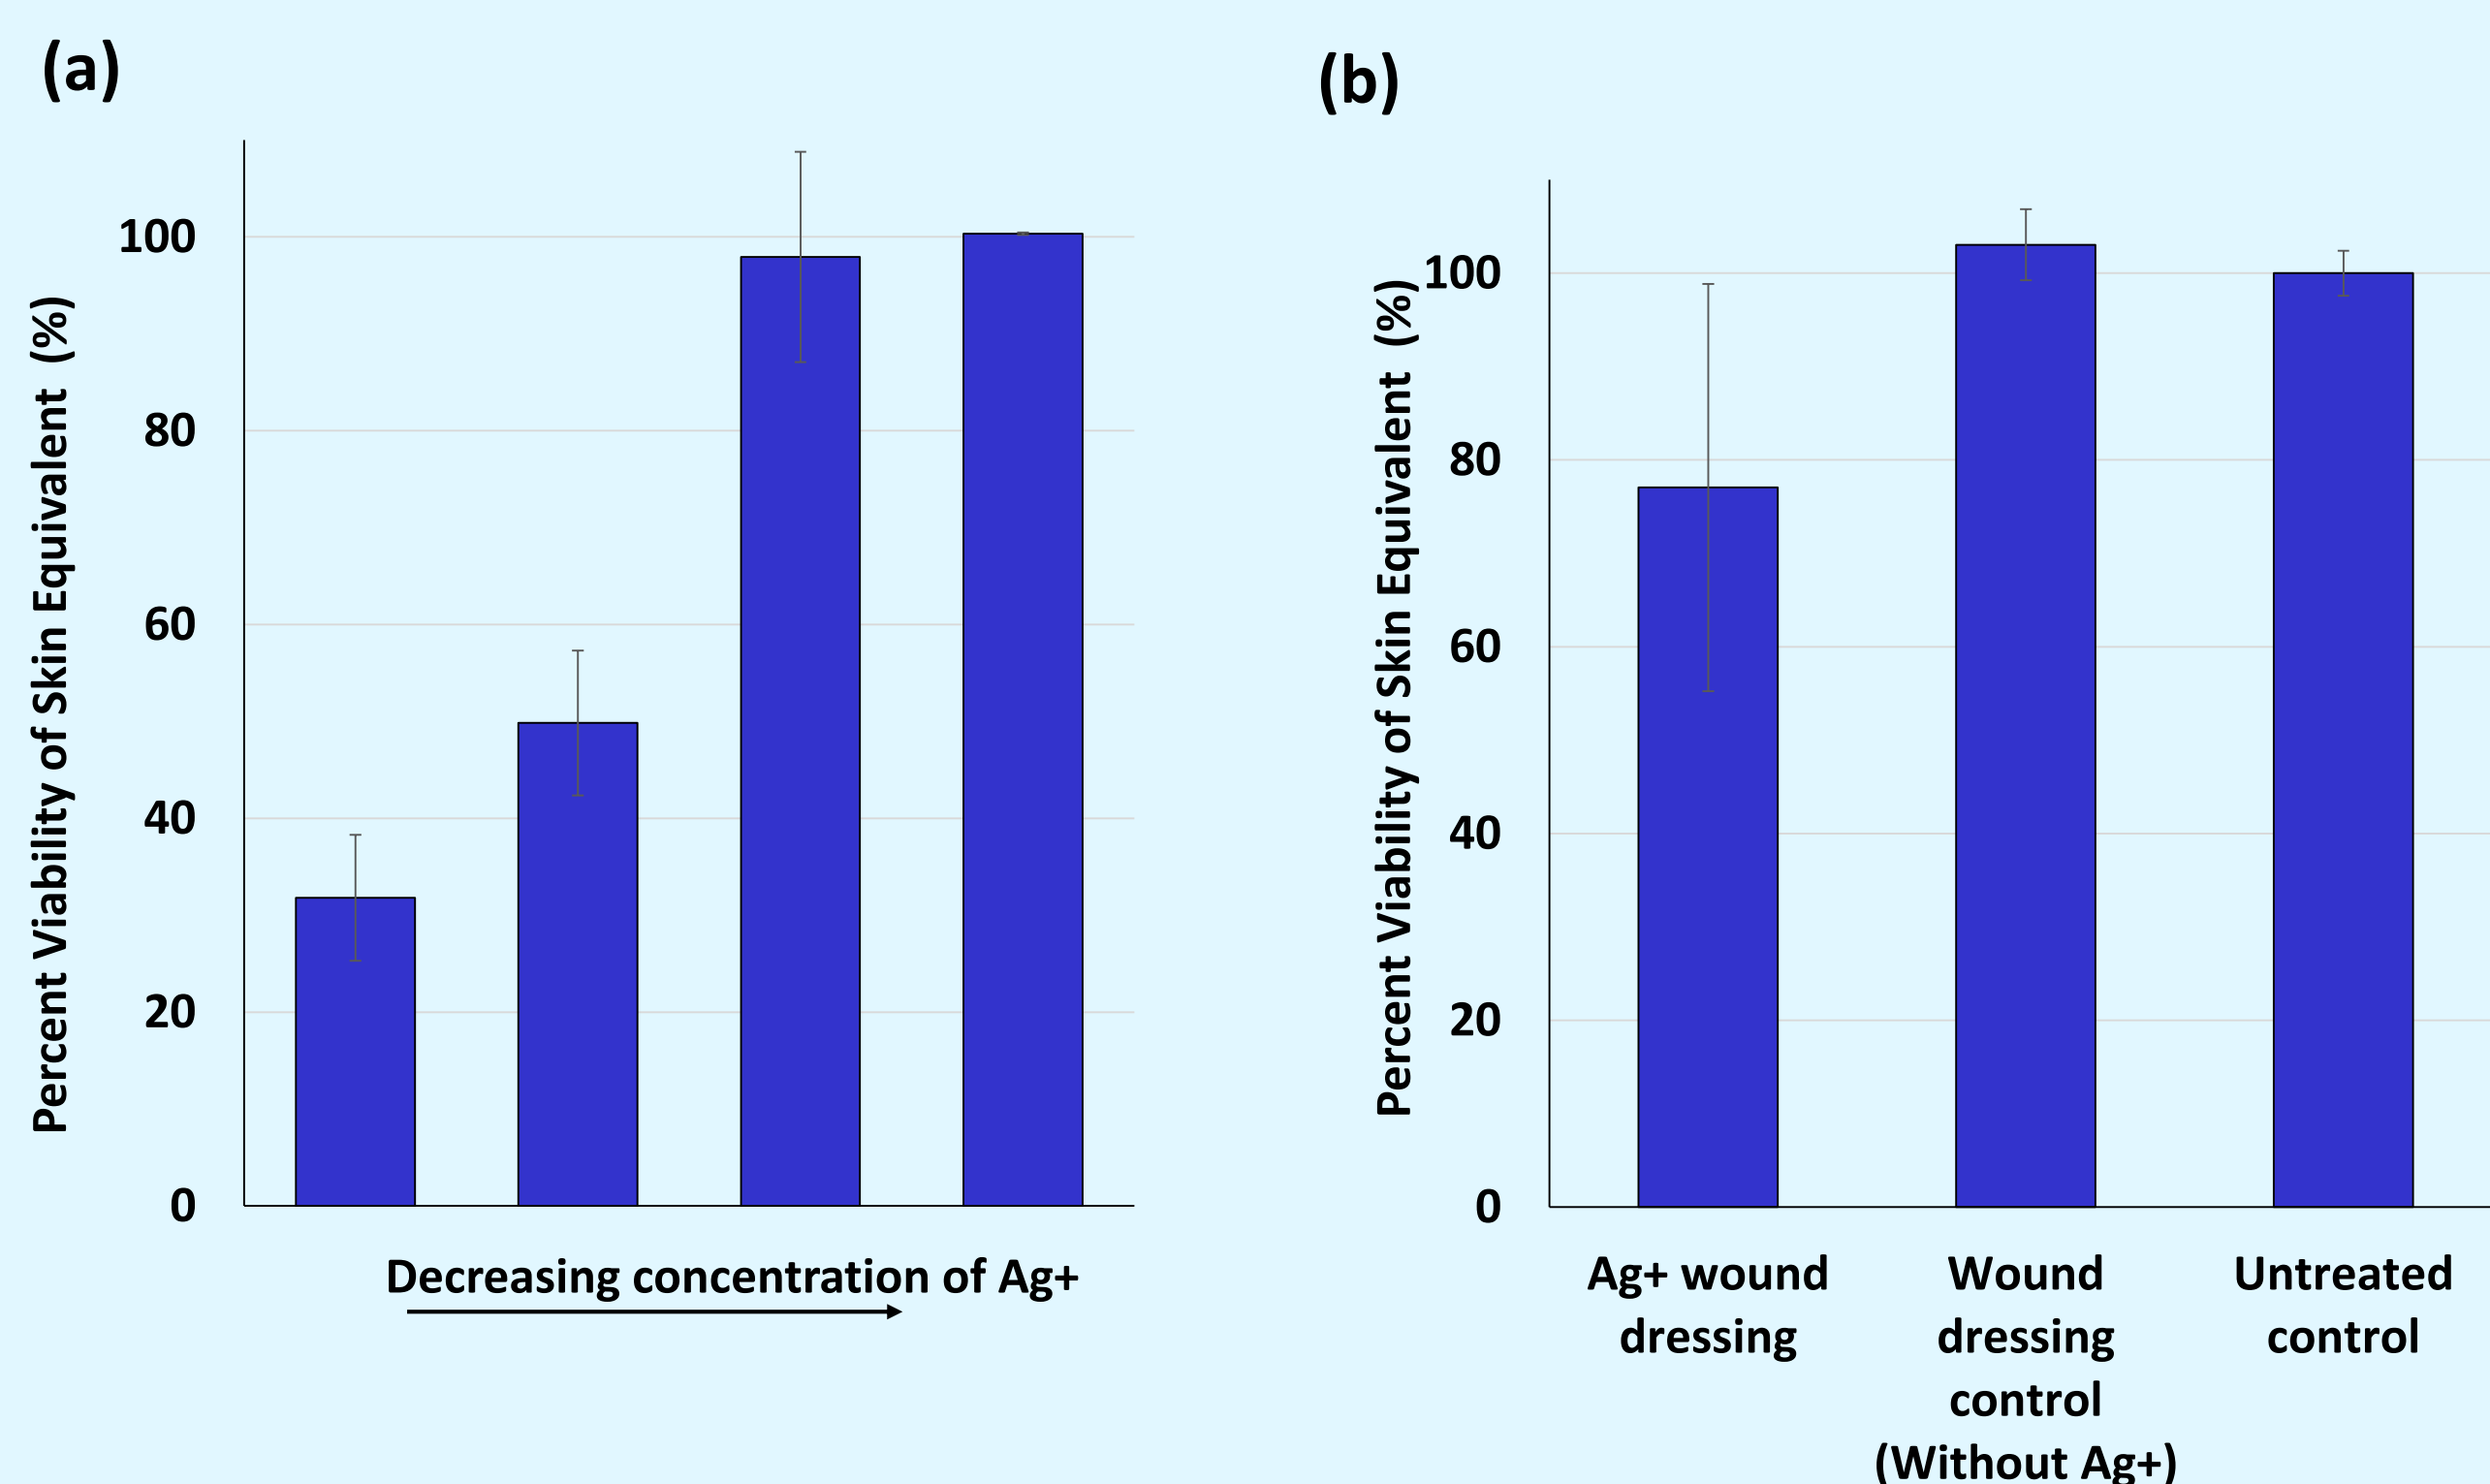 (a)
Percent Viability of Skin Equivalent (%)
100
80
60
40
20
0
Decreasing concentration of Ag+
(b)
Percent Viability of Skin Equivalent (%)
100
80
60
40
20
0
Ag+ wound
dressing
Wound
dressing
control
(Without Ag+)
Untreated
control